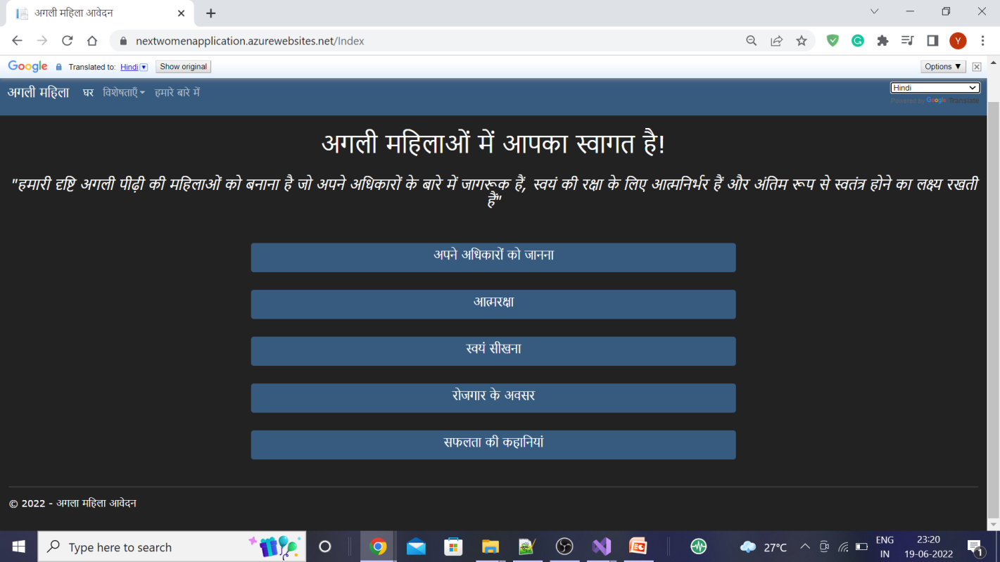 अगली महिला आवेदन
nextwomenapplication.azurewebsites.net/Index
Y
Google Translated to: Hindi Show original Options ▼
अगली महिला घर विशेषताएँ हमारे बारे में
Hindi
Powered by Google Translate
अगली महिलाओं में आपका स्वागत है!
"हमारी दृष्टि अगली पीढ़ी की महिलाओं को बनाना है जो अपने अधिकारों के बारे में जागरूक हैं, स्वयं की रक्षा के लिए आत्मनिर्भर हैं और अंतिम रूप से स्वतंत्र होने का लक्ष्य रखती
हैं"
अपने अधिकारों को जानना
आत्मरक्षा
स्वयं सीखना
रोजगार के अवसर
सफलता की कहानियां
© 2022 - अगला महिला आवेदन
Type here to search
27°C
ENG
IN
23:20
19-06-2022
1